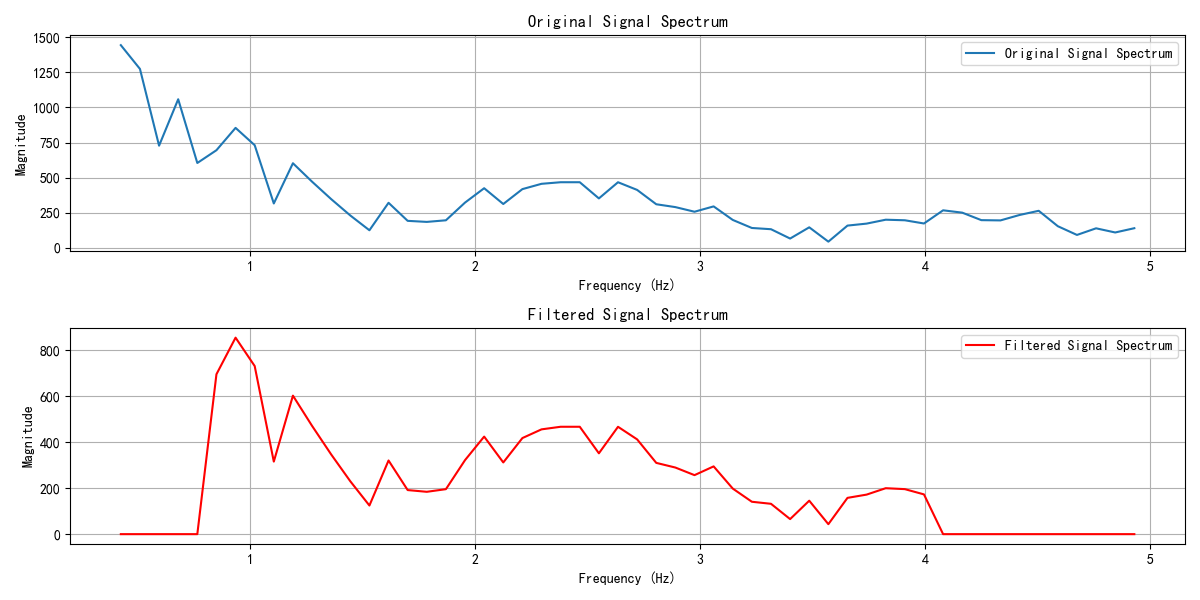 Original Signal Spectrum
1500
1250
1000
750
500
250
0
Magnitude
Original Signal Spectrum
1 2 3 4 5
Frequency (Hz)
Filtered Signal Spectrum
800
600
400
200
0
Magnitude
Filtered Signal Spectrum
1 2 3 4 5
Frequency (Hz)